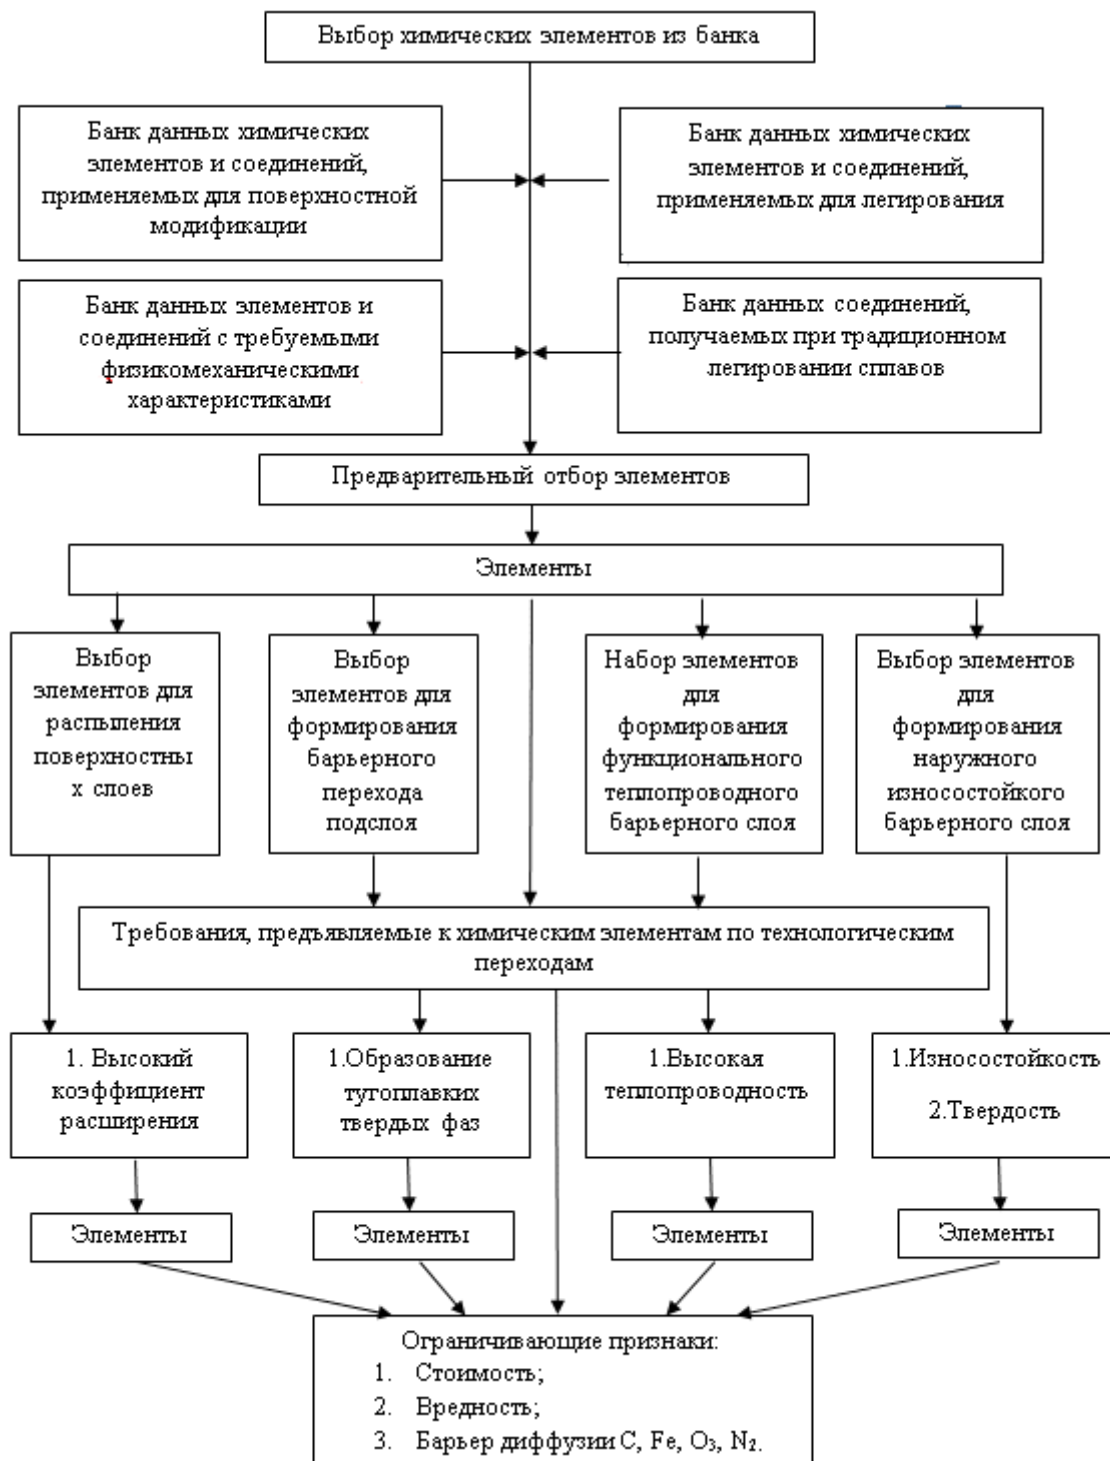 Выбор химических элементов из банка
Банк данных химических
элементов и соединений,
применяемых для поверхностной
модификации
Банк данных химических
элементов и соединений,
применяемых для легирования
Банк данных элементов и
соединений с требуемыми
физикомеханическими
характеристиками
Банк данных соединений,
получаемых при традиционном
легировании сплавов
Предварительный отбор элементов
Элементы
Выбор
элементов для
распыления
поверхностны
х слоев
Выбор
элементов для
формирования
барьерного
перехода
подслоя
Набор элементов
для
формирования
функционального
теплопроводного
барьерного слоя
Выбор элементов
для
формирования
наружного
износостойкого
барьерного слоя
Требования, предъявляемые к химическим элементам по технологическим
переходам
1. Высокий
коэффициент
расширения
1.Образование
тугоплавких
твердых фаз
1.Высокая
теплопроводность
1.Износостойкость
2.Твердость
Элементы
Элементы
Элементы
Элементы
Ограничивающие признаки:
1. Стоимость;
2. Вредность;
3. Барьер диффузии C, Fe, O₃, N₂.